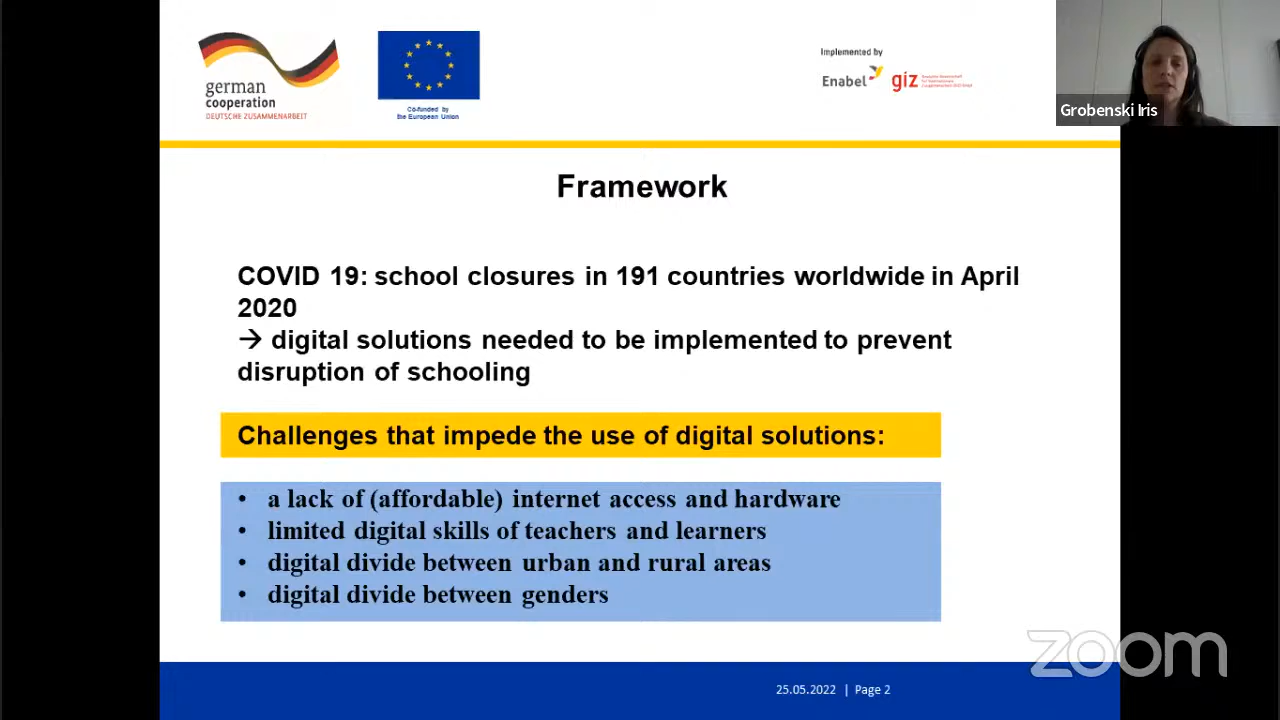 german
cooperation
DEUTSCHE ZUSAMMENARBEIT
Co-funded by
the European Union
Implemented by
Enabel
giz
Grobenski Iris
Framework
COVID 19: school closures in 191 countries worldwide in April
2020
→ digital solutions needed to be implemented to prevent
disruption of schooling
Challenges that impede the use of digital solutions:
• a lack of (affordable) internet access and hardware
• limited digital skills of teachers and learners
• digital divide between urban and rural areas
• digital divide between genders
zoom
25.05.2022 | Page 2